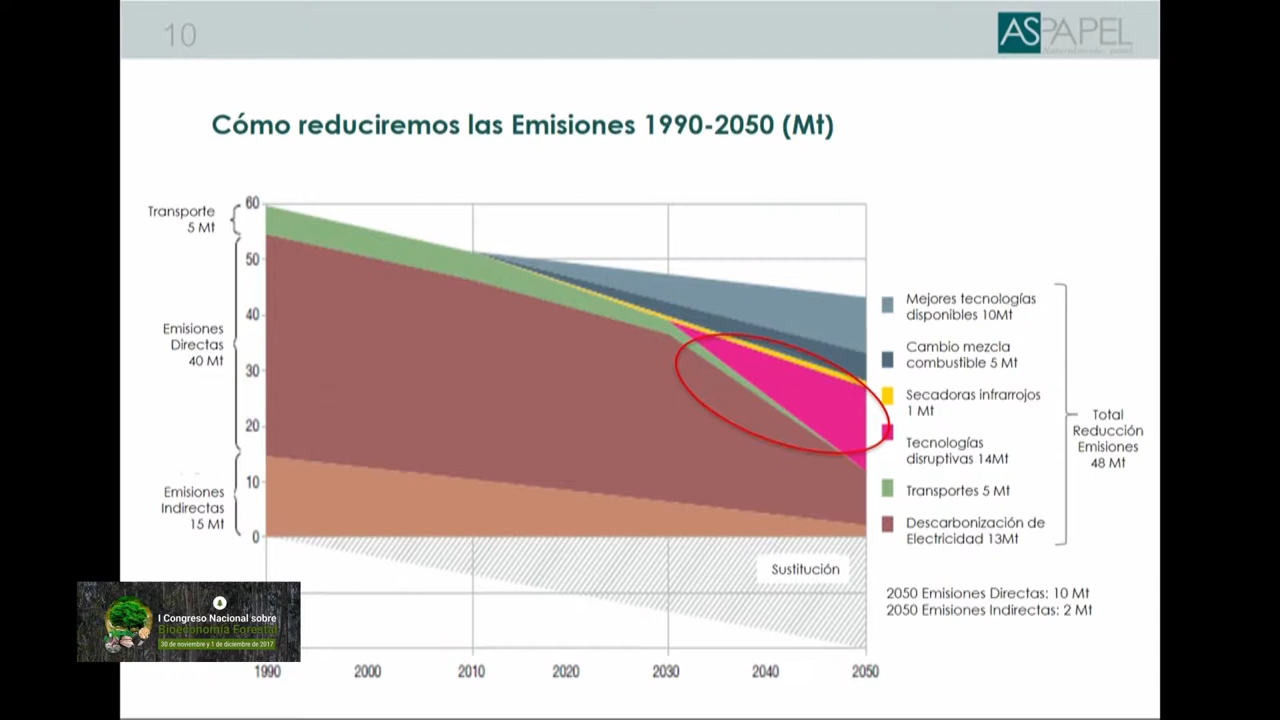 10
ASPAPEL
Cómo reduciremos las Emisiones 1990-2050 (Mt)
Transporte
5 Mt
Emisiones
Directas
40 Mt
Emisiones
Indirectas
15 Mt
60
50
40
30
20
10
0
Sustitución
1990
2000
2010
2020
2030
2040
2050
Mejores tecnologías
disponibles 10Mt
Cambio mezcla
combustible 5 Mt
Secadoras infrarrojos
1 Mt
Tecnologías
disruptivas 14Mt
Transportes 5 Mt
Descarbonización de
Electricidad 13Mt
Total
Reducción
Emisiones
48 Mt
2050 Emisiones Directas: 10 Mt
2050 Emisiones Indirectas: 2 Mt
I Congreso Nacional sobre
Bioeconomía Forestal
30 de noviembre y 1 de diciembre de 2017